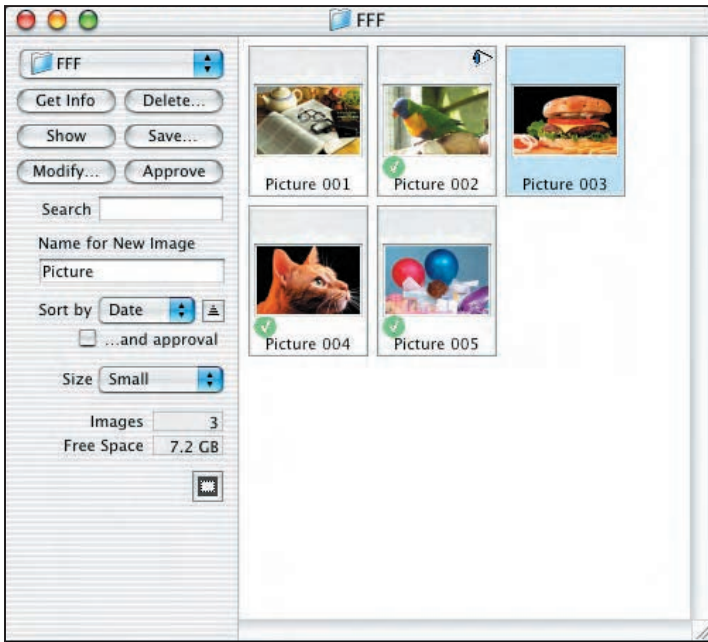 FFF
FFF
Get Info
Delete...
Show
Save...
Modify...
Approve
Search
Name for New Image
Picture
Sort by
Date
...and approval
Size
Small
Images
3
Free Space
7.2 GB
Picture 001
Picture 002
Picture 003
Picture 004
Picture 005